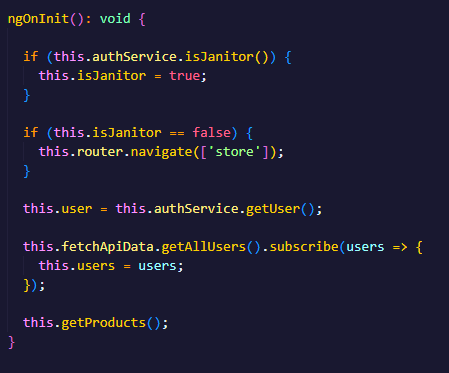 ngOnInit(): void {
if (this.authService.isJanitor()) {
this.isJanitor = true;
}
if (this.isJanitor == false) {
this.router.navigate(['store']);
}
this.user = this.authService.getUser();
this.fetchApiData.getAllUsers().subscribe(users => {
this.users = users;
});
this.getProducts();
}